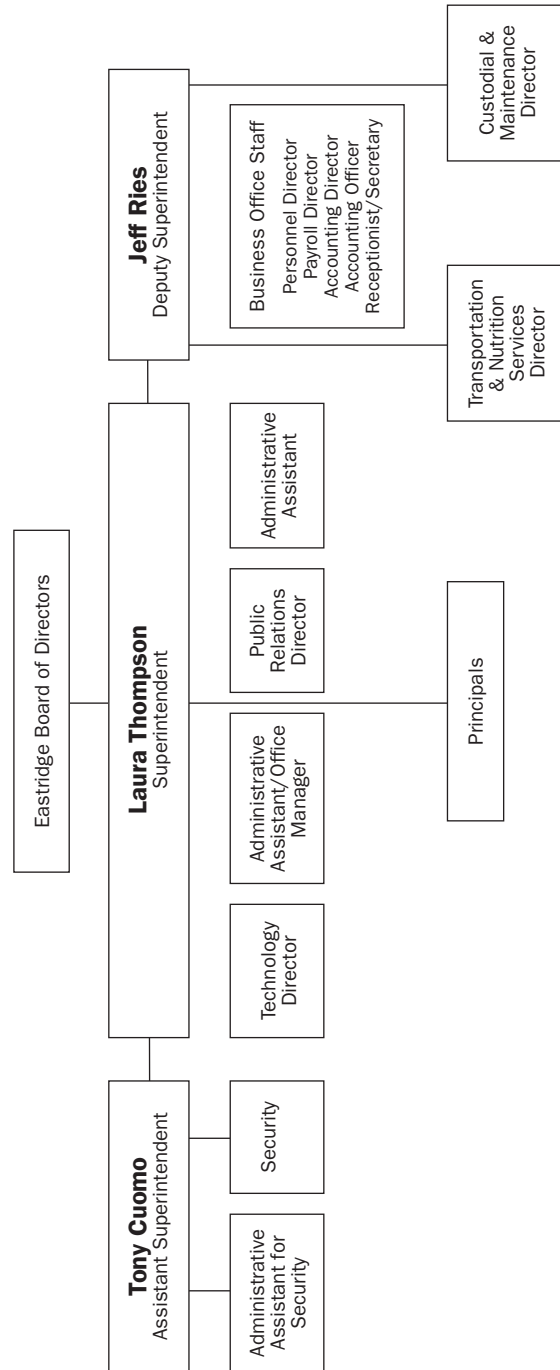 Eastridge Board of Directors
Tony Cuomo
Assistant Superintendent
Laura Thompson
Superintendent
Jeff Ries
Deputy Superintendent
Administrative
Assistant for
Security
Security
Technology
Director
Administrative
Assistant/Office
Manager
Public
Relations
Director
Administrative
Assistant
Business Office Staff
Personnel Director
Payroll Director
Accounting Director
Accounting Officer
Receptionist/Secretary
Principals
Transportation
& Nutrition
Services
Director
Custodial &
Maintenance
Director